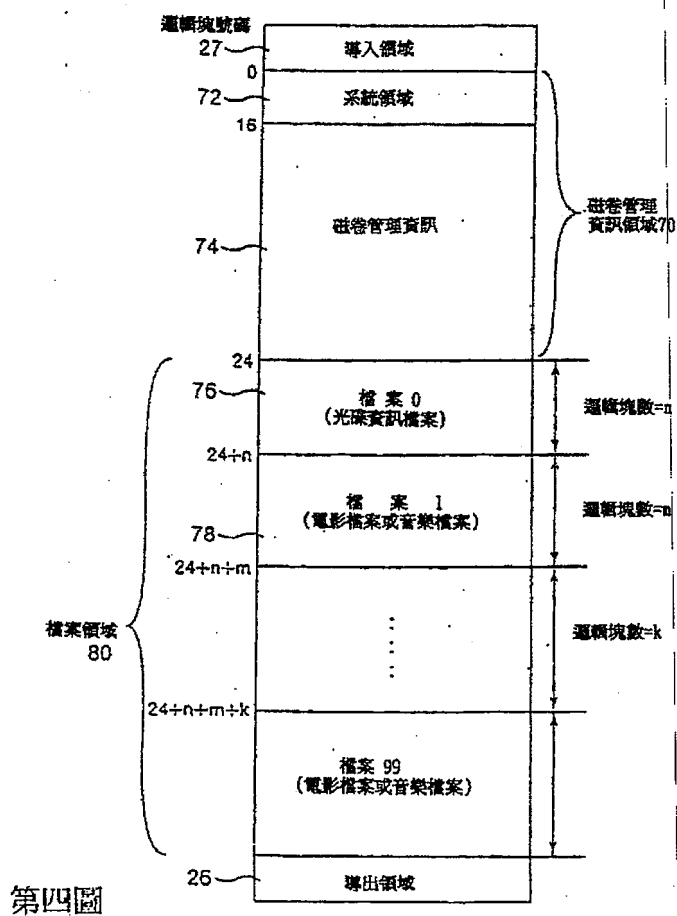 邏輯塊號碼
27
導入領域
0
72
系統領域
16
磁卷管理資訊
74
磁卷管理
資訊領域70
24
76
檔 案 0
(光碟資訊檔案)
邏輯塊數=n
24÷n
檔 案 1
(電影檔案或音樂檔案)
邏輯塊數=m
78
24÷n÷m
檔案領域
80
邏輯塊數=k
24÷n+m÷k
檔案 99
(電影檔案或音樂檔案)
26
導出領域
第四圖